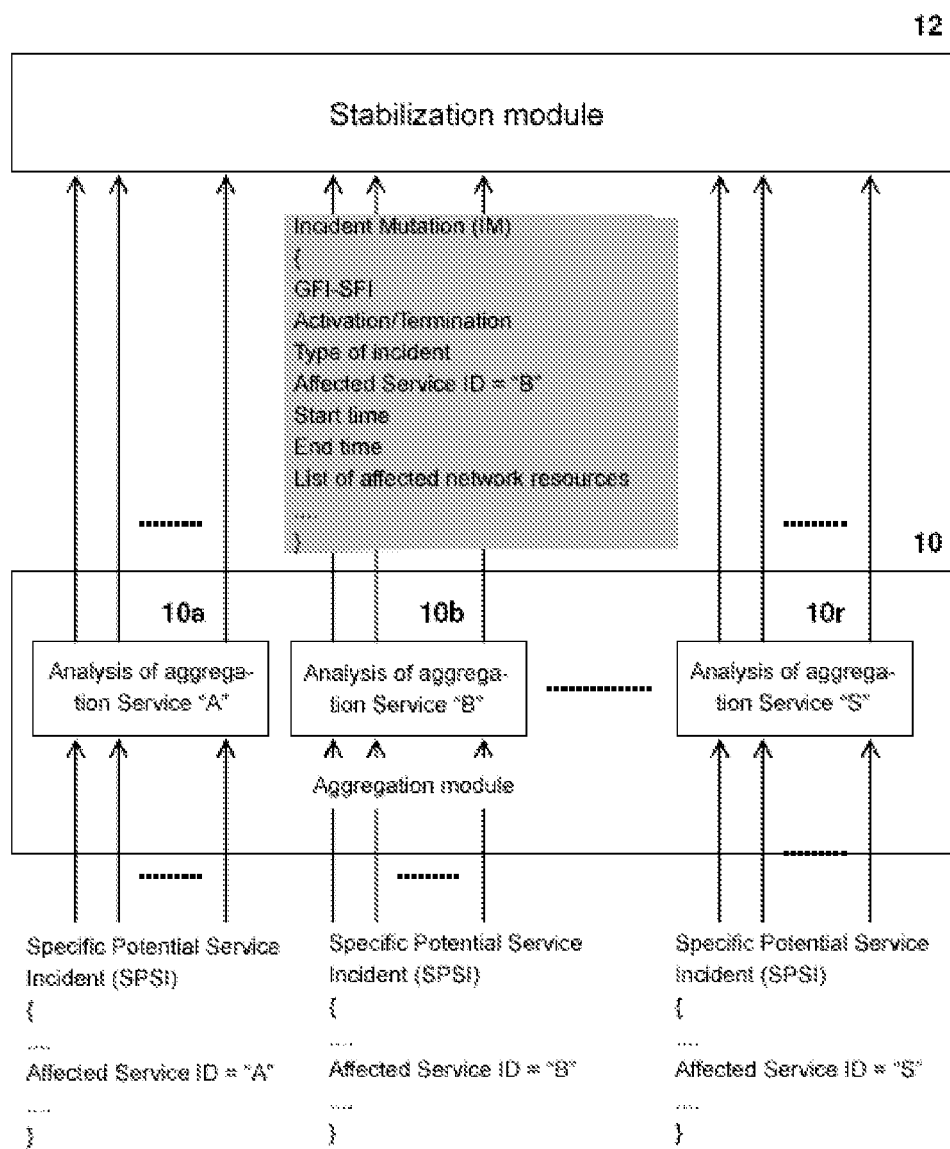 12
Stabilization module
Incident Mutation (IM)
{
GFI-SFI
Activation/Termination
Type of incident
Affected Service ID = "B"
Start time
End time
List of affected network resources
....
}
10
10a
10b
10r
Analysis of aggrega-
tion Service "A"
Analysis of aggrega-
tion Service "B"
Analysis of aggrega-
tion Service "S"
Aggregation module
Specific Potential Service
Incident (SPSI)
{
....
Affected Service ID = "A"
....
}
Specific Potential Service
Incident (SPSI)
{
....
Affected Service ID = "B"
....
}
Specific Potential Service
Incident (SPSI)
{
....
Affected Service ID = "S"
....
}